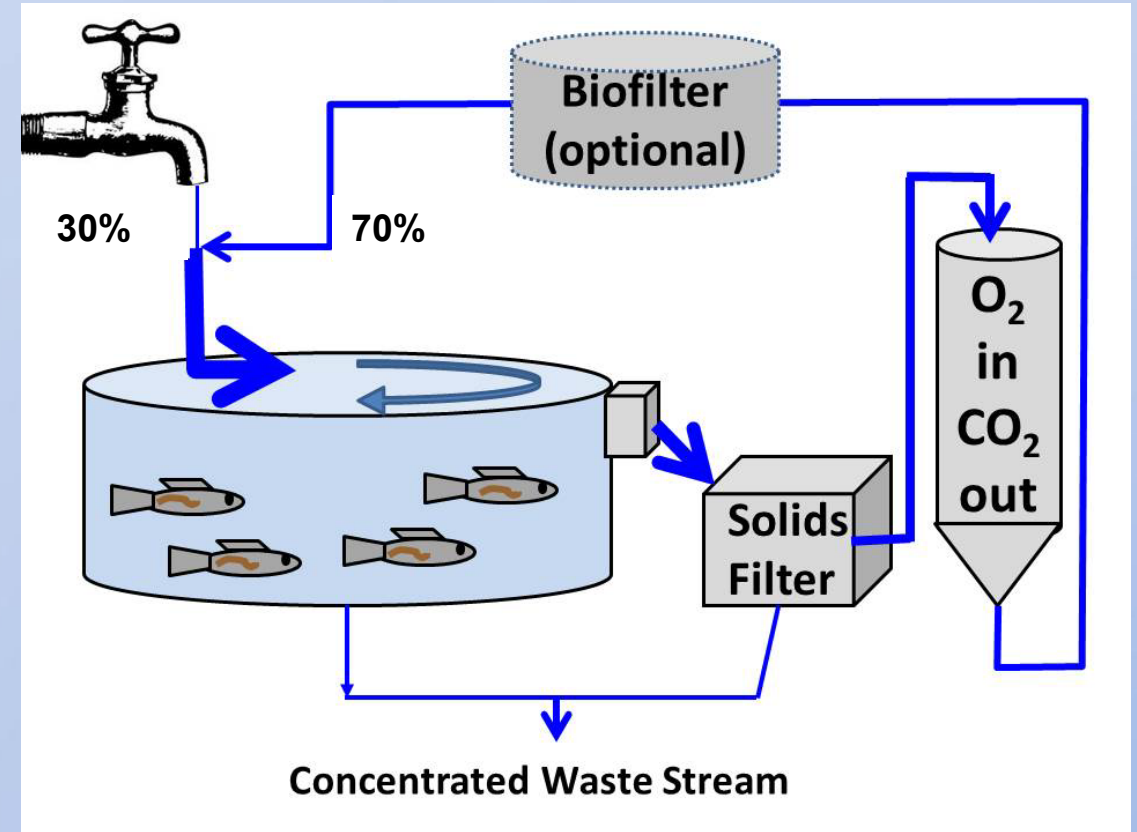 Biofilter
(optional)
30%
70%
O₂
in
CO₂
out
Solids
Filter
Concentrated Waste Stream